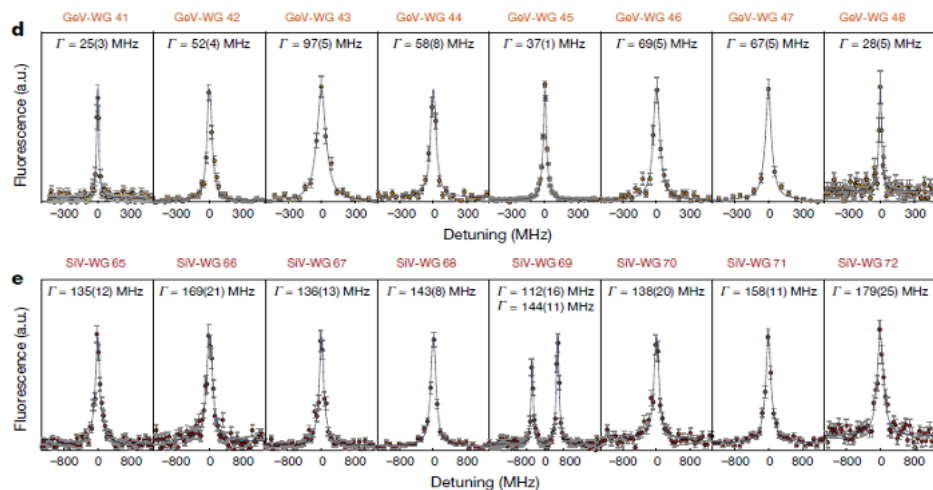 GeV-WG 41 GeV-WG 42 GeV-WG 43 GeV-WG 44 GeV-WG 45 GeV-WG 46 GeV-WG 47 GeV-WG 48
d
Γ = 25(3) MHz Γ = 52(4) MHz Γ = 97(5) MHz Γ = 58(8) MHz Γ = 37(1) MHz Γ = 69(5) MHz Γ = 67(5) MHz Γ = 28(5) MHz
Fluorescence (a.u.)
−300 0 300 −300 0 300 −300 0 300 −300 0 300 −300 0 300 −300 0 300 −300 0 300 −300 0 300
Detuning (MHz)
e
SiV-WG 65 SiV-WG 66 SiV-WG 67 SiV-WG 68 SiV-WG 69 SiV-WG 70 SiV-WG 71 SiV-WG 72
Γ = 135(12) MHz Γ = 169(21) MHz Γ = 136(13) MHz Γ = 143(8) MHz Γ = 112(16) MHz Γ = 138(20) MHz Γ = 158(11) MHz Γ = 179(25) MHz
Γ = 144(11) MHz
Fluorescence (a.u.)
−800 0 800 −800 0 800 −800 0 800 −800 0 800 −800 0 800 −800 0 800 −800 0 800 −800 0 800
Detuning (MHz)